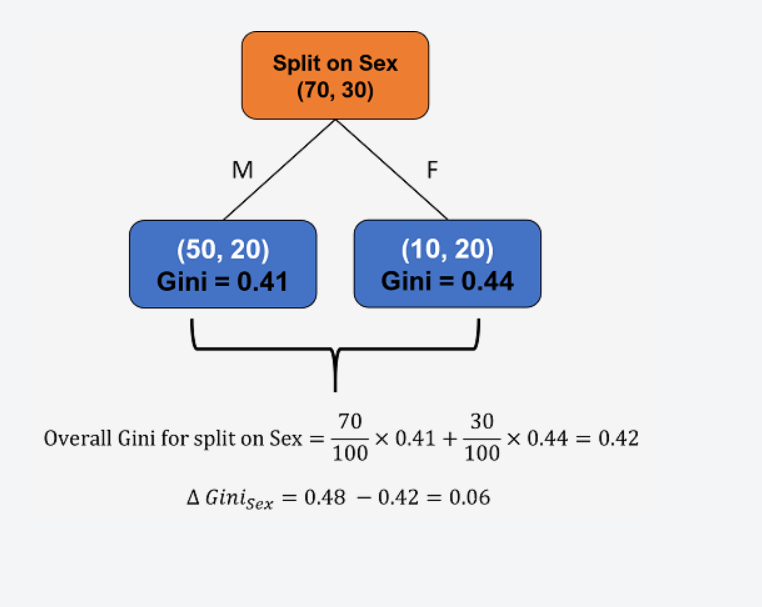 Split on Sex
(70, 30)
M
F
(50, 20)
Gini = 0.41
(10, 20)
Gini = 0.44
Overall Gini for split on Sex = 70/100 × 0.41 + 30/100 × 0.44 = 0.42
Δ Gini_Sex = 0.48 − 0.42 = 0.06